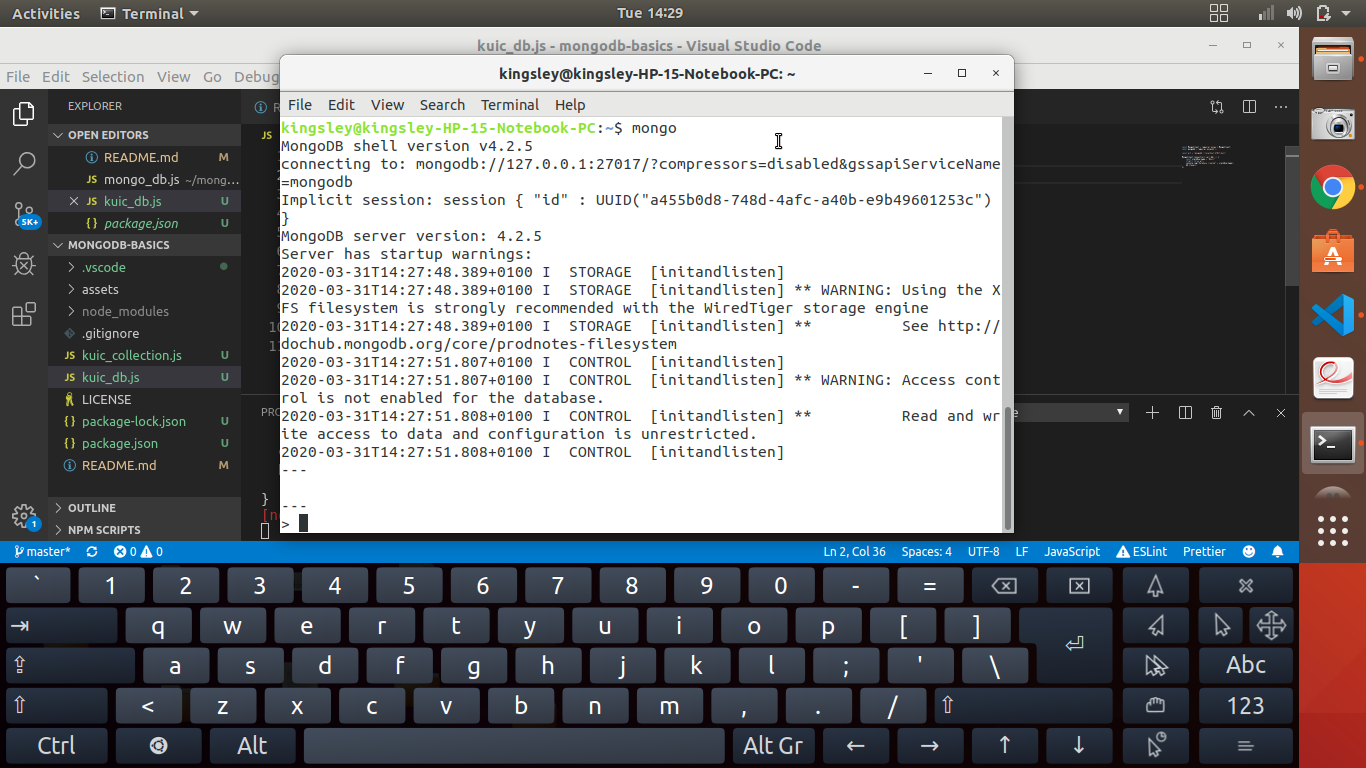 Activities
Terminal
Tue 14:29
kuic_db.js - mongodb-basics - Visual Studio Code
File Edit Selection View Go Debug
kingsley@kingsley-HP-15-Notebook-PC: ~
File Edit View Search Terminal Help
EXPLORER
OPEN EDITORS
README.md M
mongo_db.js ~/mong...
kuic_db.js U
package.json U
MONGODB-BASICS
.vscode
assets
node_modules
.gitignore
kuic_collection.js U
kuic_db.js U
LICENSE
package-lock.json U
package.json U
README.md M
OUTLINE
NPM SCRIPTS
5K+
1
JS
kingsley@kingsley-HP-15-Notebook-PC:~$ mongo
MongoDB shell version v4.2.5
connecting to: mongodb://127.0.0.1:27017/?compressors=disabled&gssapiServiceName
=mongodb
Implicit session: session { "id" : UUID("a455b0d8-748d-4afc-a40b-e9b49601253c")
}
MongoDB server version: 4.2.5
Server has startup warnings:
2020-03-31T14:27:48.389+0100 I  STORAGE  [initandlisten]
2020-03-31T14:27:48.389+0100 I  STORAGE  [initandlisten] ** WARNING: Using the X
FS filesystem is strongly recommended with the WiredTiger storage engine
2020-03-31T14:27:48.389+0100 I  STORAGE  [initandlisten] **          See http://
dochub.mongodb.org/core/prodnotes-filesystem
2020-03-31T14:27:51.807+0100 I  CONTROL  [initandlisten]
2020-03-31T14:27:51.807+0100 I  CONTROL  [initandlisten] ** WARNING: Access cont
rol is not enabled for the database.
2020-03-31T14:27:51.808+0100 I  CONTROL  [initandlisten] **          Read and wr
ite access to data and configuration is unrestricted.
2020-03-31T14:27:51.808+0100 I  CONTROL  [initandlisten]
---
---
>
}
master* 0 0
Ln 2, Col 36 Spaces: 4 UTF-8 LF JavaScript ESLint Prettier
` 1 2 3 4 5 6 7 8 9 0 - =
q w e r t y u i o p [ ]
a s d f g h j k l ; ' \ Abc
< z x c v b n m , . / 123
Ctrl Alt Alt Gr